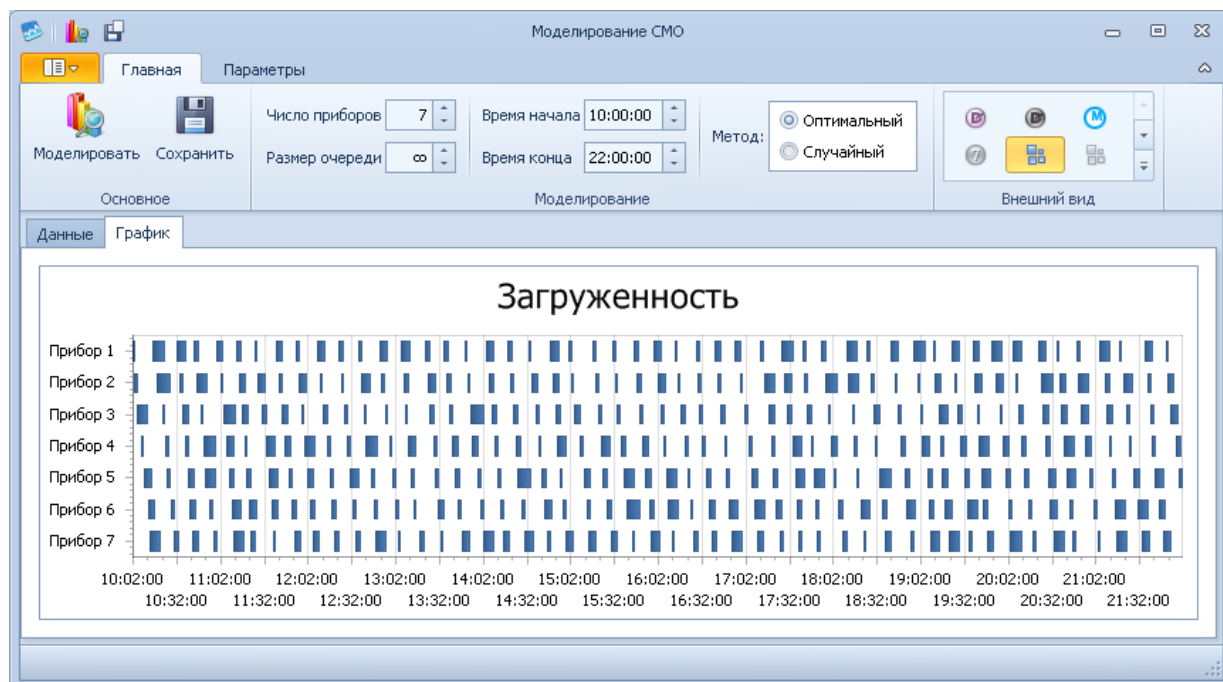 Моделирование СМО
Главная Параметры
Число приборов 7 Время начала 10:00:00
Метод: Оптимальный
Моделировать Сохранить Размер очереди ∞ Время конца 22:00:00 Случайный
Основное Моделирование Внешний вид
Данные График
Загруженность
Прибор 1
Прибор 2
Прибор 3
Прибор 4
Прибор 5
Прибор 6
Прибор 7
10:02:00 11:02:00 12:02:00 13:02:00 14:02:00 15:02:00 16:02:00 17:02:00 18:02:00 19:02:00 20:02:00 21:02:00
10:32:00 11:32:00 12:32:00 13:32:00 14:32:00 15:32:00 16:32:00 17:32:00 18:32:00 19:32:00 20:32:00 21:32:00